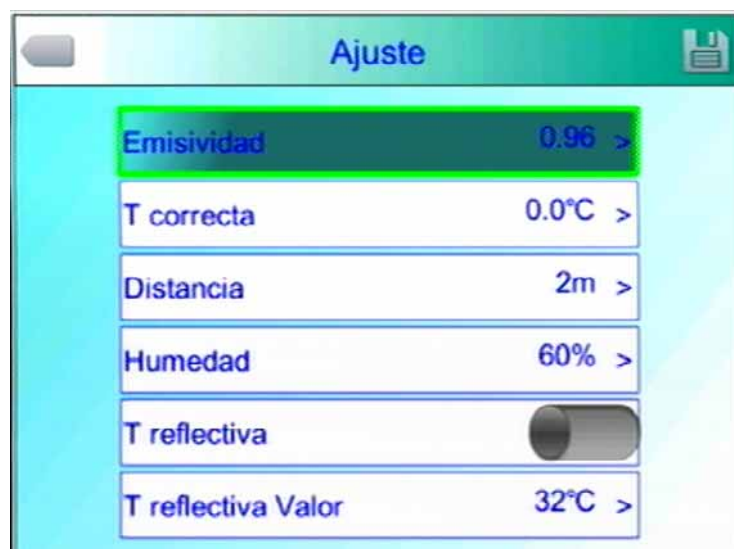 Ajuste
Emisividad 0.96 >
T correcta 0.0°C >
Distancia 2m >
Humedad 60% >
T reflectiva
T reflectiva Valor 32°C >